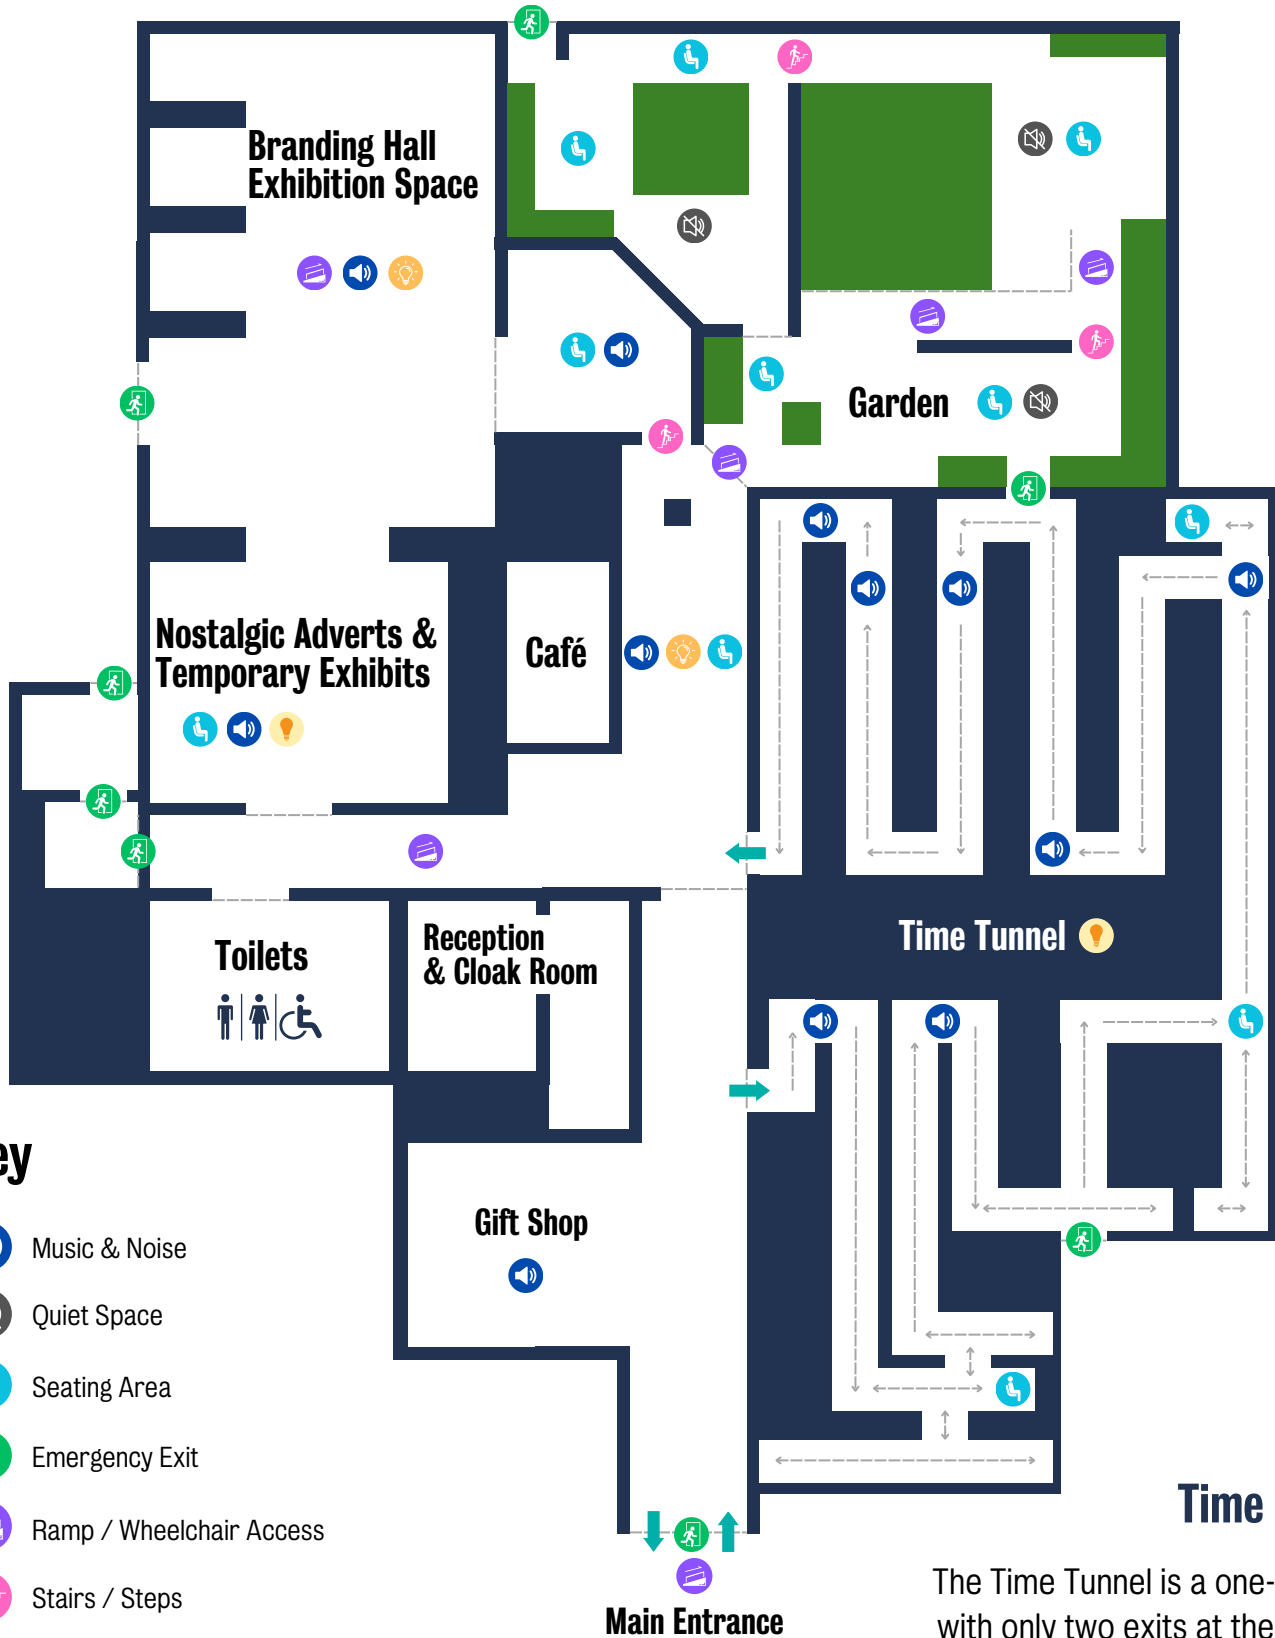 Branding Hall
Exhibition Space
Garden
Nostalgic Adverts &
Temporary Exhibits
Café
Time Tunnel
Toilets
Reception
& Cloak Room
Gift Shop
ey
Music & Noise
Quiet Space
Seating Area
Emergency Exit
Ramp / Wheelchair Access
Stairs / Steps
Main Entrance
Time
The Time Tunnel is a one-
with only two exits at the